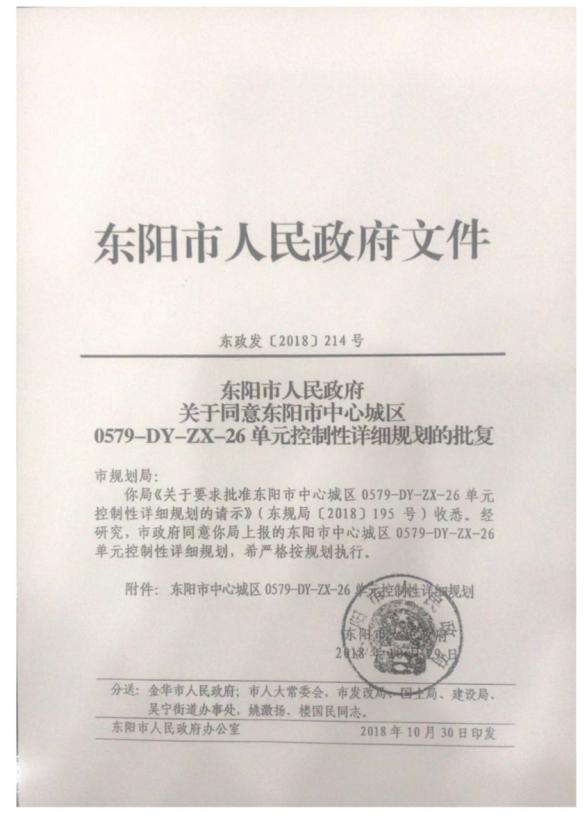 东阳市人民政府文件
东政发〔2018〕214 号
东阳市人民政府
关于同意东阳市中心城区
0579-DY-ZX-26 单元控制性详细规划的批复
市规划局：
你局《关于要求批准东阳市中心城区 0579-DY-ZX-26 单元
控制性详细规划的请示》（东规局〔2018〕195 号）收悉。经
研究，市政府同意你局上报的东阳市中心城区 0579-DY-ZX-26
单元控制性详细规划，希严格按规划执行。
附件：东阳市中心城区 0579-DY-ZX-26 单元控制性详细规划
东阳市人民政府
2018 年 10 月 29 日
分送：金华市人民政府；市人大常委会，市发改局、国土局、建设局、
吴宁街道办事处，姚激扬、楼国民同志。
东阳市人民政府办公室 2018 年 10 月 30 日印发